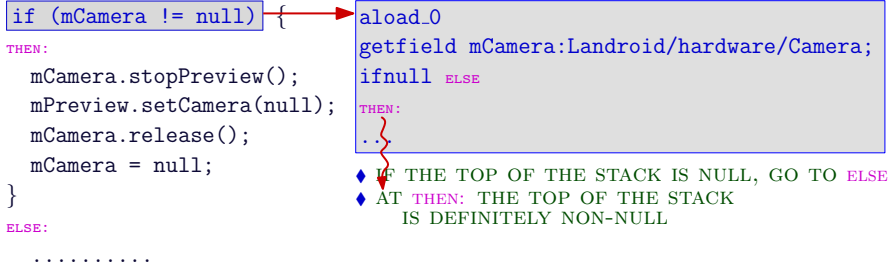 if (mCamera != null) {
THEN:
mCamera.stopPreview();
mPreview.setCamera(null);
mCamera.release();
mCamera = null;
}
ELSE:
..........
aload_0
getfield mCamera:Landroid/hardware/Camera;
ifnull ELSE
THEN:
...
♦ IF THE TOP OF THE STACK IS NULL, GO TO ELSE
♦ AT THEN: THE TOP OF THE STACK
IS DEFINITELY NON-NULL